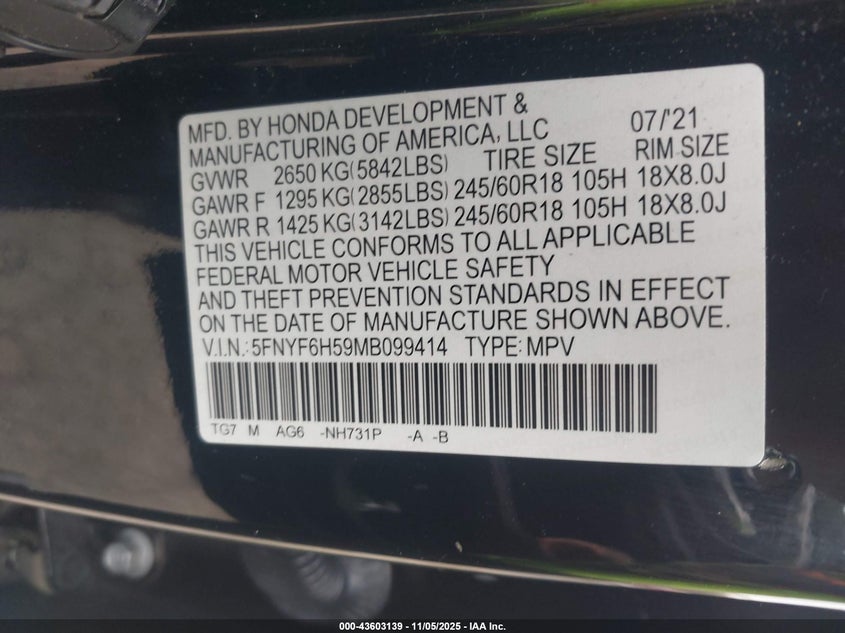 MFD. BY HONDA DEVELOPMENT &
MANUFACTURING OF AMERICA, LLC 07/'21
GVWR 2650 KG(5842LBS) TIRE SIZE RIM SIZE
GAWR F 1295 KG(2855LBS) 245/60R18 105H 18X8.0J
GAWR R 1425 KG(3142LBS) 245/60R18 105H 18X8.0J
THIS VEHICLE CONFORMS TO ALL APPLICABLE
FEDERAL MOTOR VEHICLE SAFETY
AND THEFT PREVENTION STANDARDS IN EFFECT
ON THE DATE OF MANUFACTURE SHOWN ABOVE.
V.I.N.: 5FNYF6H59MB099414 TYPE: MPV
TG7 M AG6 -NH731P -A -B
000-43603139 - 11/05/2025 - IAA Inc.